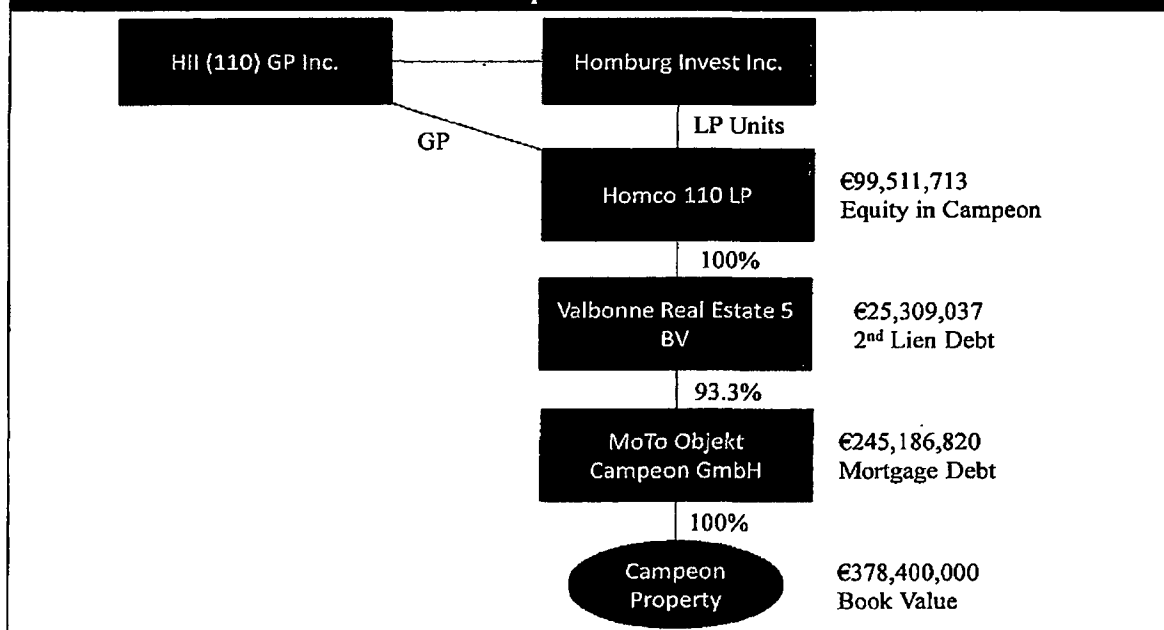 HII (110) GP Inc.
Homburg Invest Inc.
GP
LP Units
Homco 110 LP
€99,511,713
Equity in Campeon
100%
Valbonne Real Estate 5
BV
€25,309,037
2nd Lien Debt
93.3%
MoTo Objekt
Campeon GmbH
€245,186,820
Mortgage Debt
100%
Campeon
Property
€378,400,000
Book Value